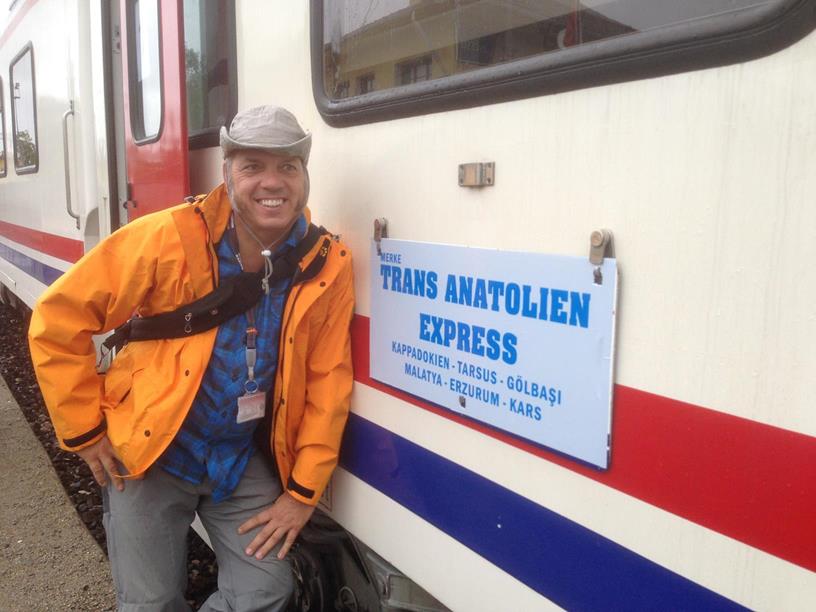 MERKE
TRANS ANATOLIEN
EXPRESS
KAPPADOKIEN - TARSUS - GÖLBAŞI
MALATYA - ERZURUM - KARS